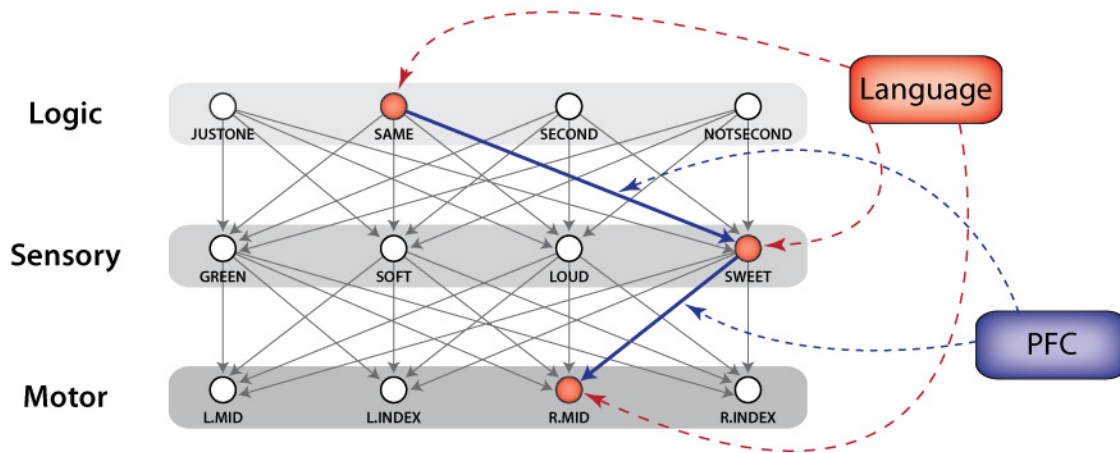 Logic
JUSTONE SAME SECOND NOTSECOND
Language
Sensory
GREEN SOFT LOUD SWEET
PFC
Motor
L.MID L.INDEX R.MID R.INDEX